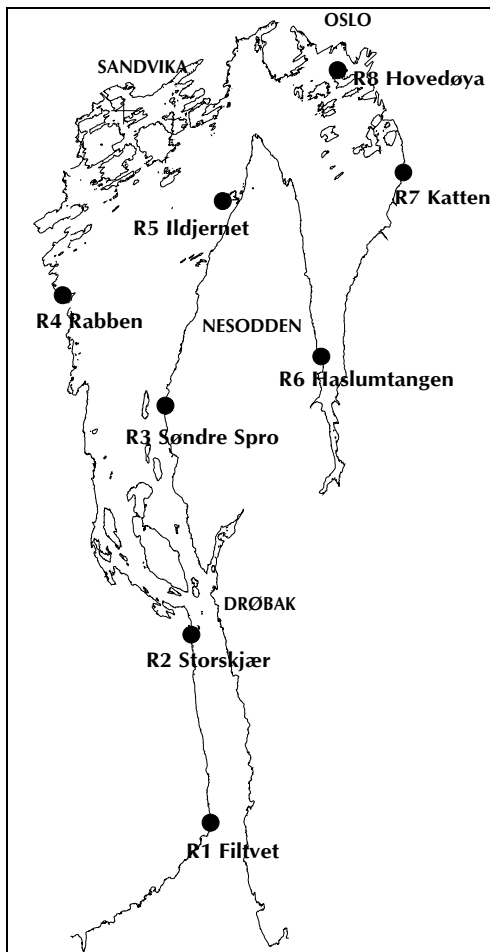 OSLO
SANDVIKA
R8 Hovedøya
R7 Katten
R5 Ildjernet
R4 Rabben
NESODDEN
R6 Haslumtangen
R3 Søndre Spro
DRØBAK
R2 Storskjær
R1 Filtvet